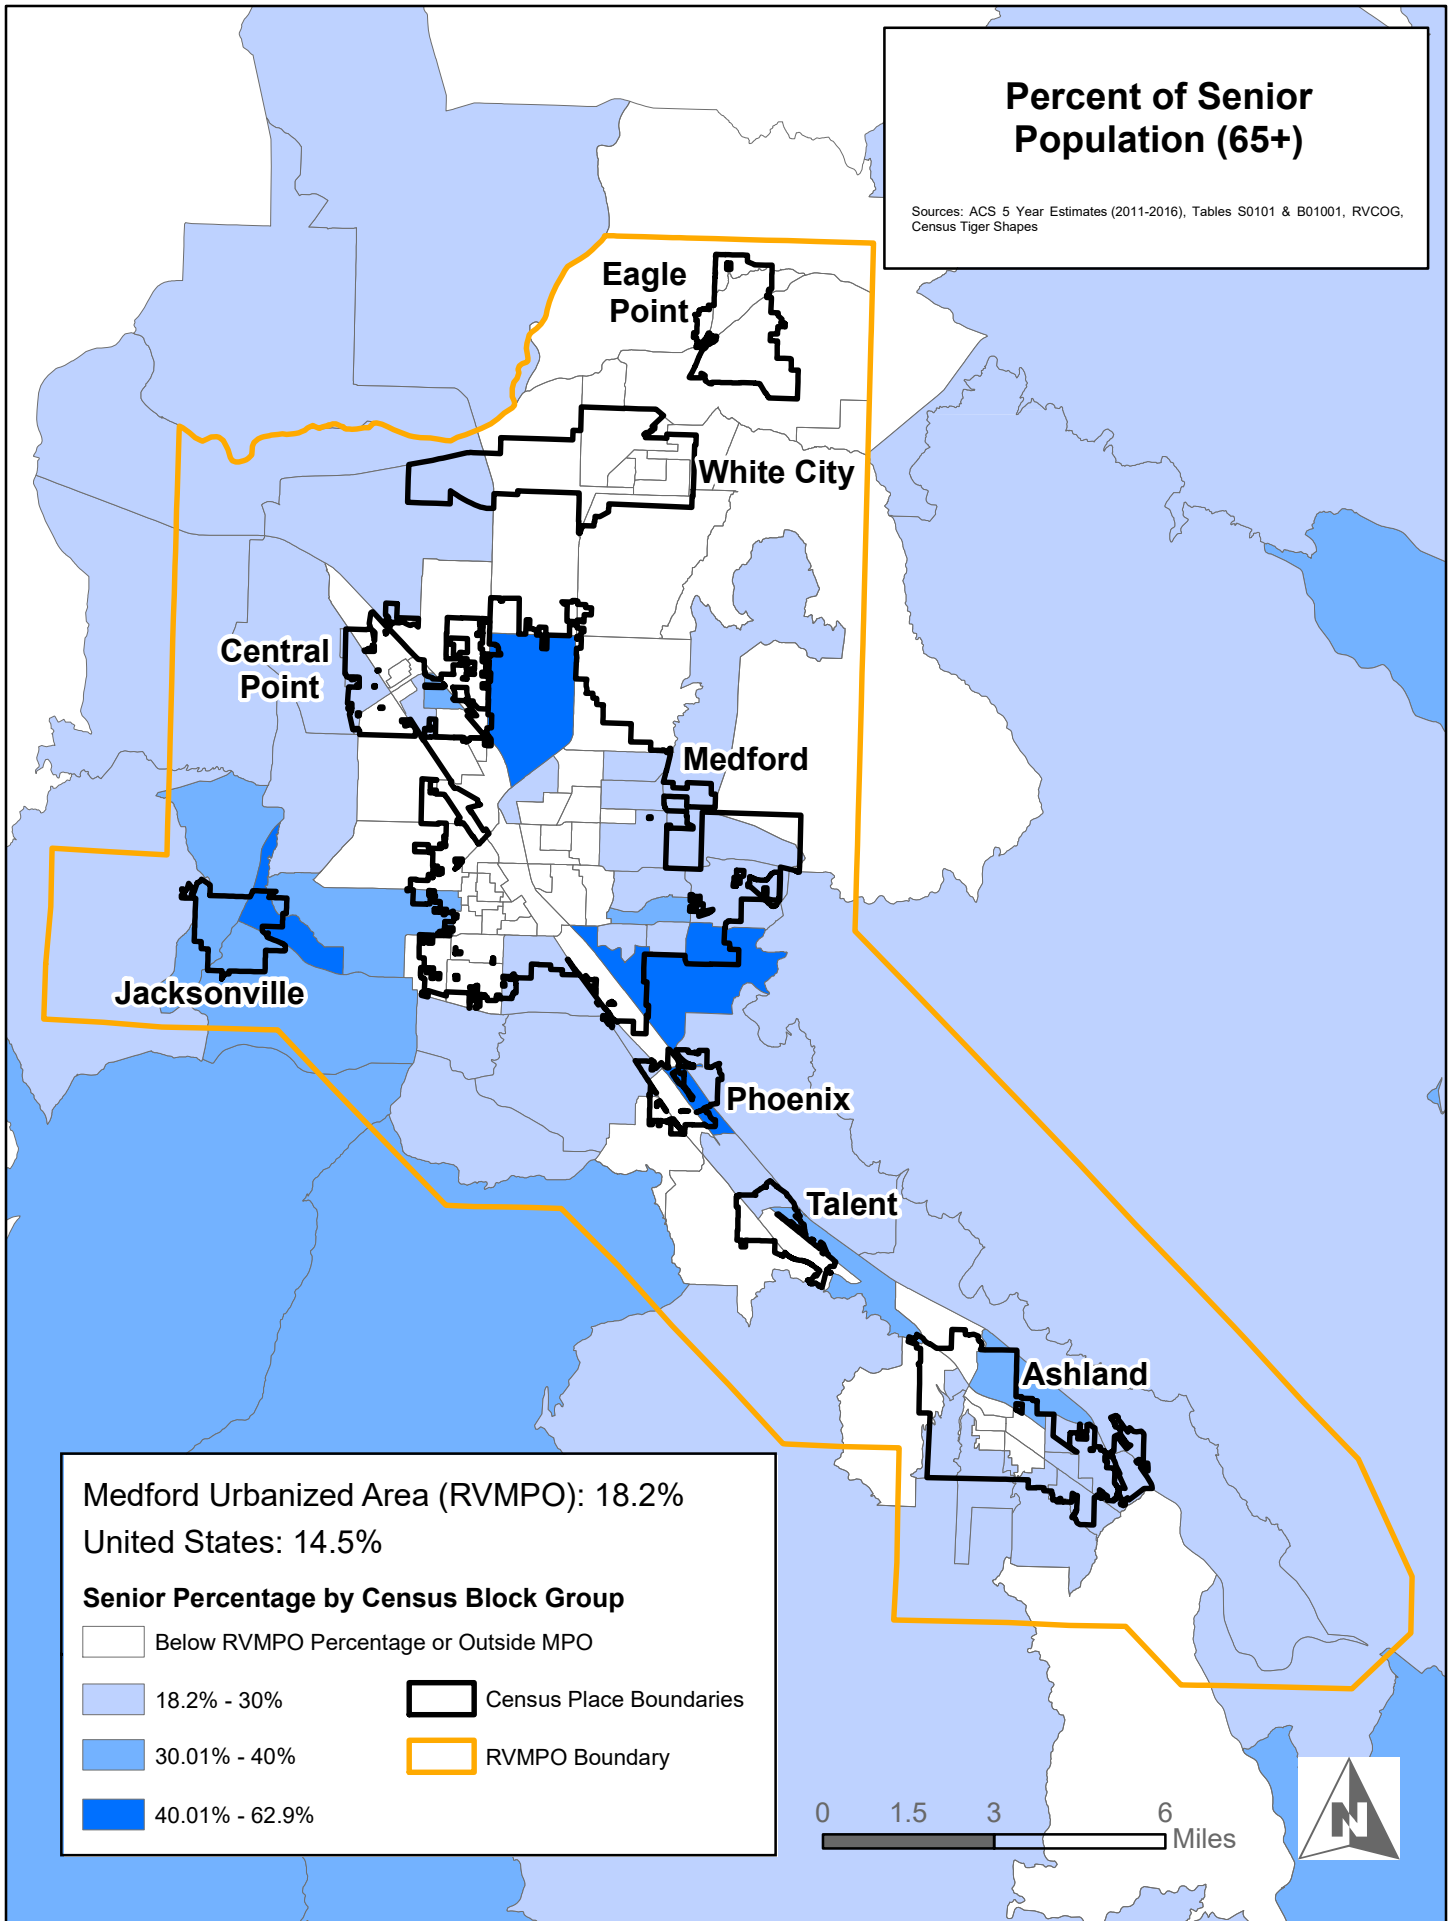 Percent of Senior
Population (65+)
Sources: ACS 5 Year Estimates (2011-2016), Tables S0101 & B01001, RVCOG,
Census Tiger Shapes
Eagle
Point
White City
Central
Point
Medford
Jacksonville
Phoenix
Talent
Ashland
Medford Urbanized Area (RVMPO): 18.2%
United States: 14.5%
Senior Percentage by Census Block Group
Below RVMPO Percentage or Outside MPO
18.2% - 30%
Census Place Boundaries
30.01% - 40%
RVMPO Boundary
40.01% - 62.9%
0 1.5 3 6
Miles
N